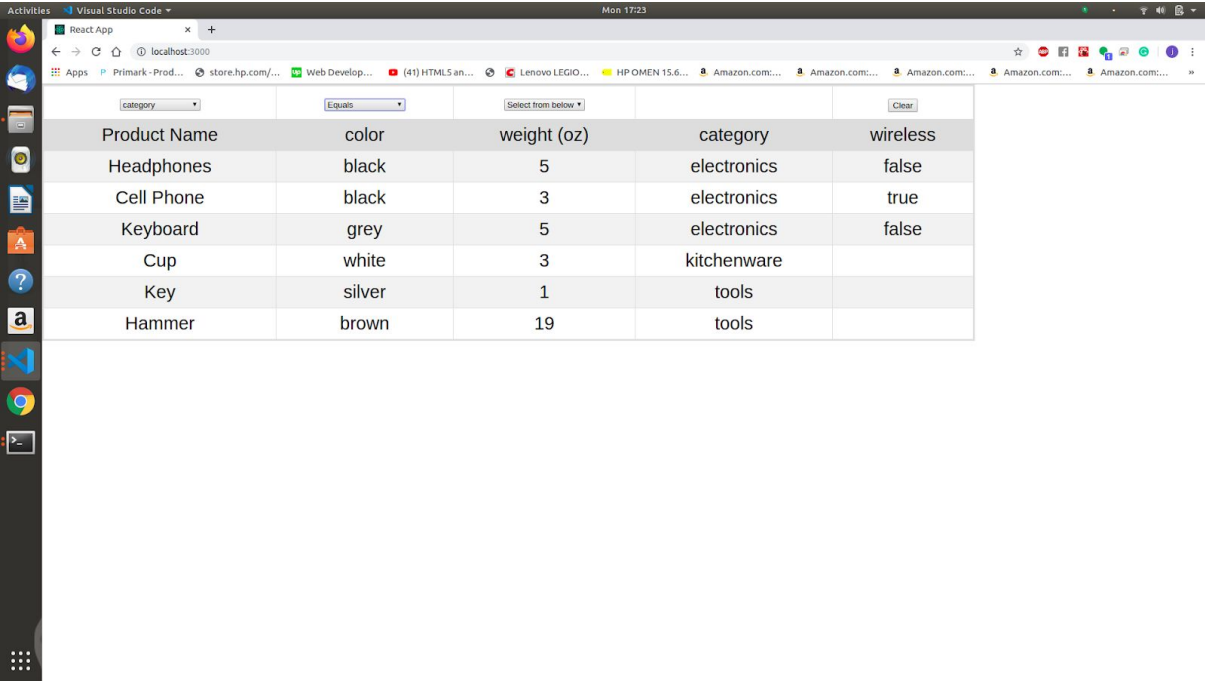 Activities Visual Studio Code Mon 17:23
React App × +
localhost:3000 ABP 1 J
Apps P Primark - Prod... store.hp.com/... up Web Develop... (41) HTML5 an... C Lenovo LEGIO... HP OMEN 15.6... a Amazon.com:... a Amazon.com:... a Amazon.com:... a Amazon.com:... a Amazon.com:... »
category Equals Select from below Clear
Product Name color weight (oz) category wireless
Headphones black 5 electronics false
Cell Phone black 3 electronics true
Keyboard grey 5 electronics false
Cup white 3 kitchenware
Key silver 1 tools
Hammer brown 19 tools